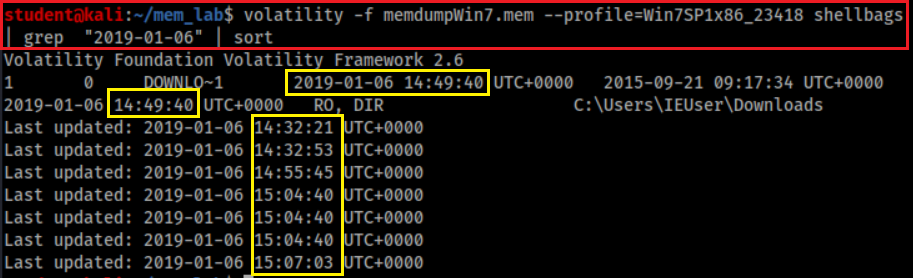 student@kali:~/mem_lab$ volatility -f memdumpWin7.mem --profile=Win7SP1x86_23418 shellbags
| grep  "2019-01-06" | sort
Volatility Foundation Volatility Framework 2.6
1       0     DOWNLO~1       2019-01-06 14:49:40 UTC+0000   2015-09-21 09:17:34 UTC+0000
2019-01-06 14:49:40 UTC+0000   RO, DIR                   C:\Users\IEUser\Downloads
Last updated: 2019-01-06 14:32:21 UTC+0000
Last updated: 2019-01-06 14:32:53 UTC+0000
Last updated: 2019-01-06 14:55:45 UTC+0000
Last updated: 2019-01-06 15:04:40 UTC+0000
Last updated: 2019-01-06 15:04:40 UTC+0000
Last updated: 2019-01-06 15:04:40 UTC+0000
Last updated: 2019-01-06 15:07:03 UTC+0000